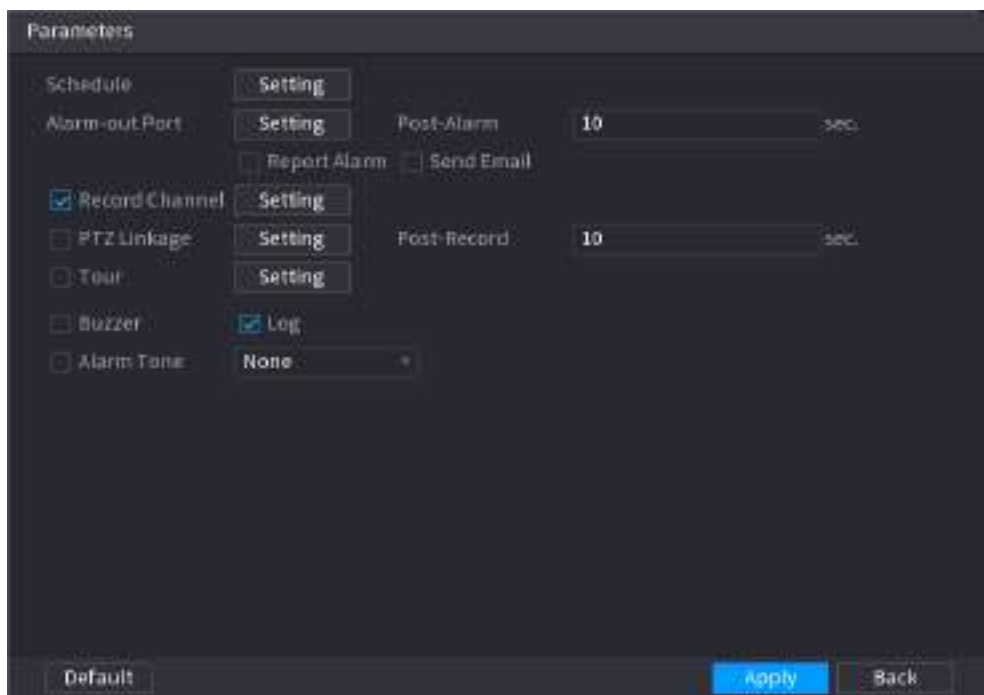 Parameters
Schedule Setting
Alarm-out Port Setting Post-Alarm 10 sec.
Report Alarm Send Email
Record Channel Setting
PTZ Linkage Setting Post-Record 10 sec.
Tour Setting
Buzzer Log
Alarm Tone None
Default Apply Back